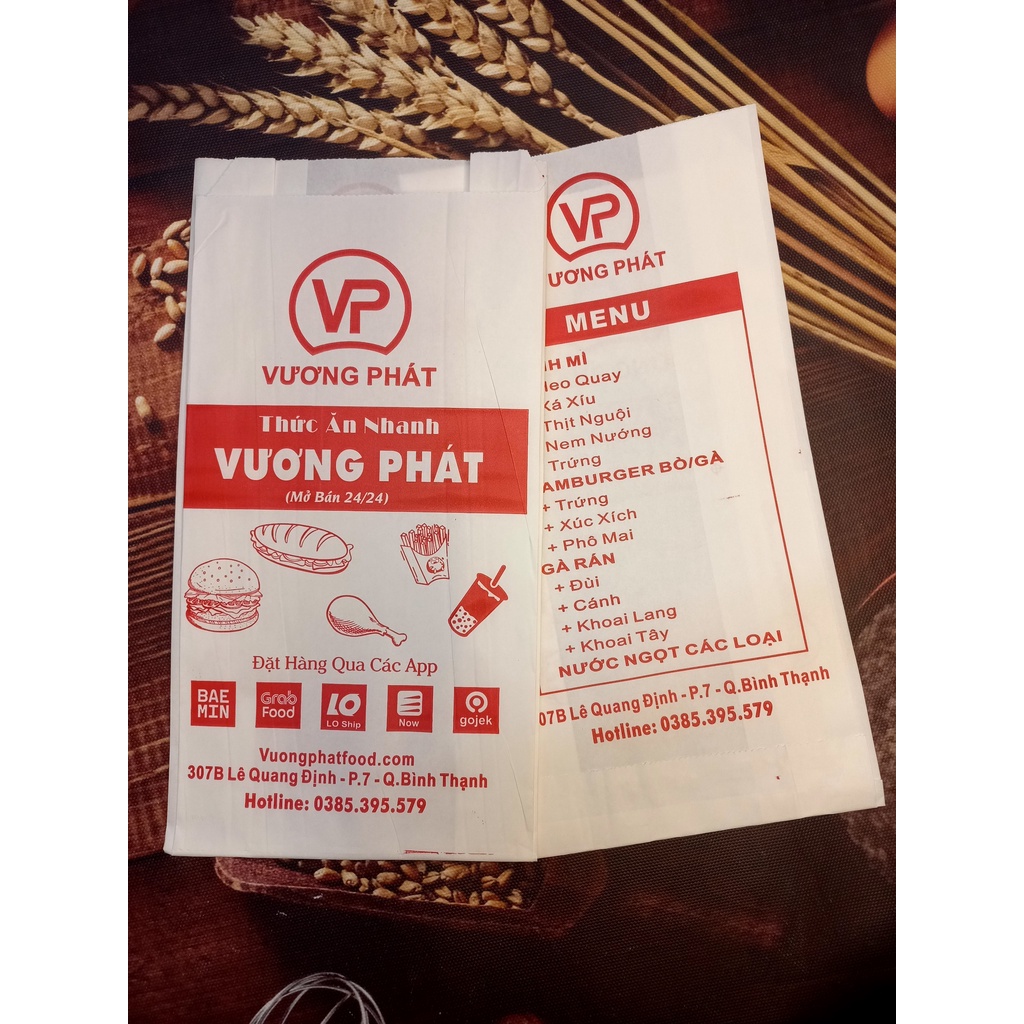 VP
VƯƠNG PHÁT
Thức Ăn Nhanh
VƯƠNG PHÁT
(Mở Bán 24/24)
Đặt Hàng Qua Các App
BAE MIN
Grab Food
LO Ship
Now
gojek
Vuongphatfood.com
307B Lê Quang Định - P.7 - Q.Bình Thạnh
Hotline: 0385.395.579
VP
ƯƠNG PHÁT
MENU
NH MÌ
Heo Quay
Xá Xíu
Thịt Nguội
Nem Nướng
Trứng
AMBURGER BÒ/GÀ
+ Trứng
+ Xúc Xích
+ Phô Mai
GÀ RÁN
+ Đùi
+ Cánh
+ Khoai Lang
+ Khoai Tây
NƯỚC NGỌT CÁC LOẠI
07B Lê Quang Định - P.7 - Q.Bình Thạnh
Hotline: 0385.395.579